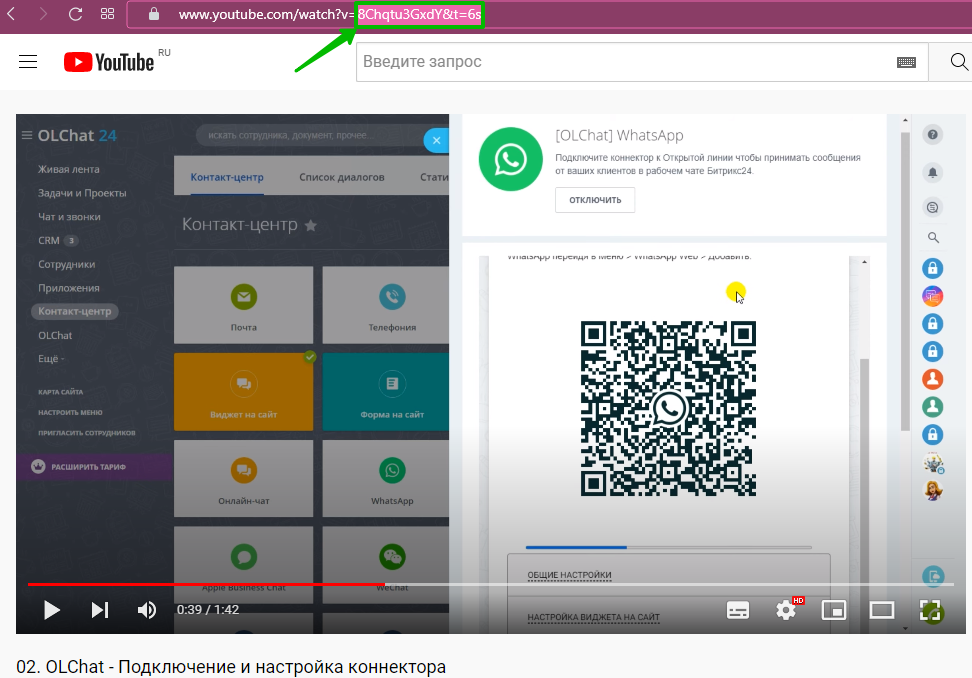 www.youtube.com/watch?v=8Chqtu3GxdY&t=6s
YouTube RU
Введите запрос
OLChat 24
искать сотрудника, документ, прочее...
Живая лента
Задачи и Проекты
Чат и звонки
CRM 3
Сотрудники
Приложения
Контакт-центр
OLChat
Ещё -
КАРТА САЙТА
НАСТРОИТЬ МЕНЮ
ПРИГЛАСИТЬ СОТРУДНИКОВ
РАСШИРИТЬ ТАРИФ
Контакт-центр
Список диалогов
Стати
Контакт-центр
Почта
Телефония
Виджет на сайт
Форма на сайт
Онлайн-чат
WhatsApp
Apple Business Chat
WeChat
[OLChat] WhatsApp
Подключите коннектор к Открытой линии чтобы принимать сообщения
от ваших клиентов в рабочем чате Битрикс24.
ОТКЛЮЧИТЬ
WhatsApp перейди в Меню > WhatsApp Web > Добавить.
ОБЩИЕ НАСТРОЙКИ
НАСТРОЙКА ВИДЖЕТА НА САЙТ
0:39 / 1:42
HD
02. OLChat - Подключение и настройка коннектора